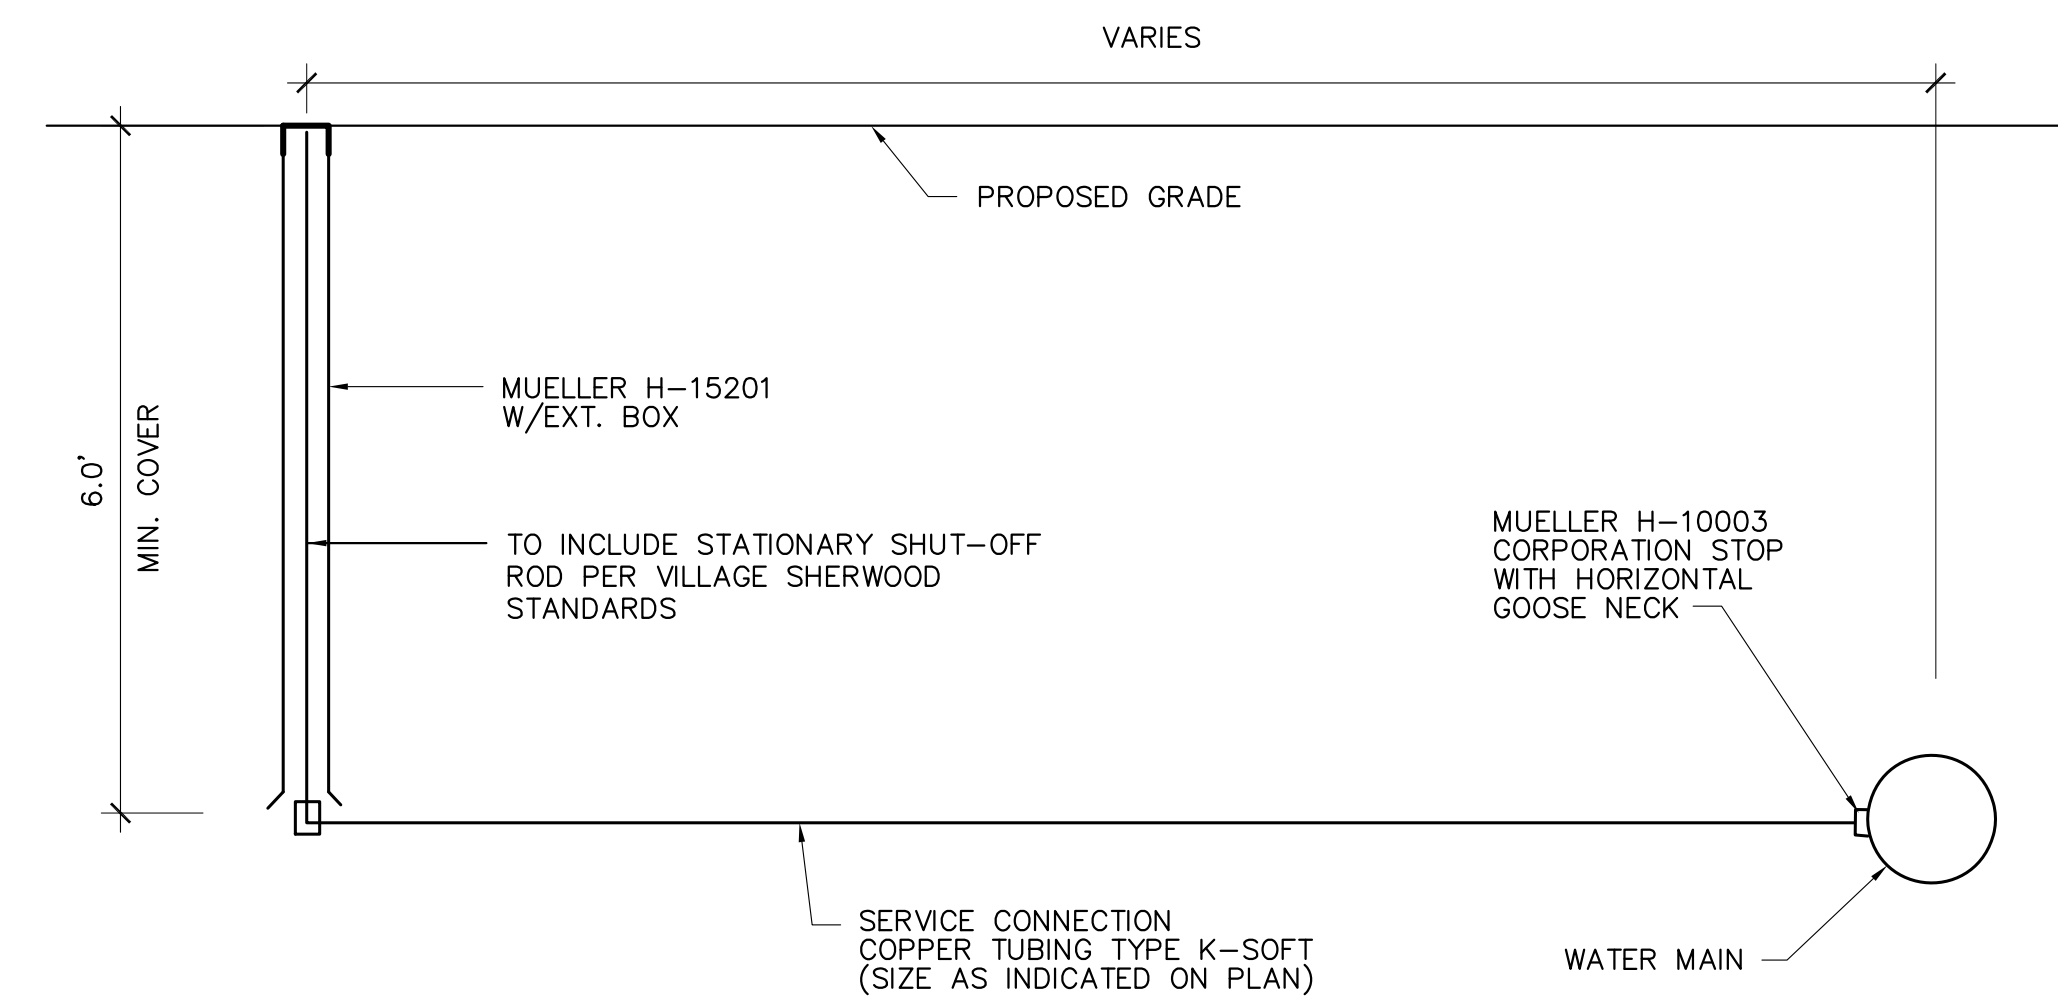 VARIES
PROPOSED GRADE
MUELLER H-15201
W/EXT. BOX
6.0'
MIN. COVER
TO INCLUDE STATIONARY SHUT-OFF
ROD PER VILLAGE SHERWOOD
STANDARDS
MUELLER H-10003
CORPORATION STOP
WITH HORIZONTAL
GOOSE NECK
SERVICE CONNECTION
COPPER TUBING TYPE K-SOFT
(SIZE AS INDICATED ON PLAN)
WATER MAIN